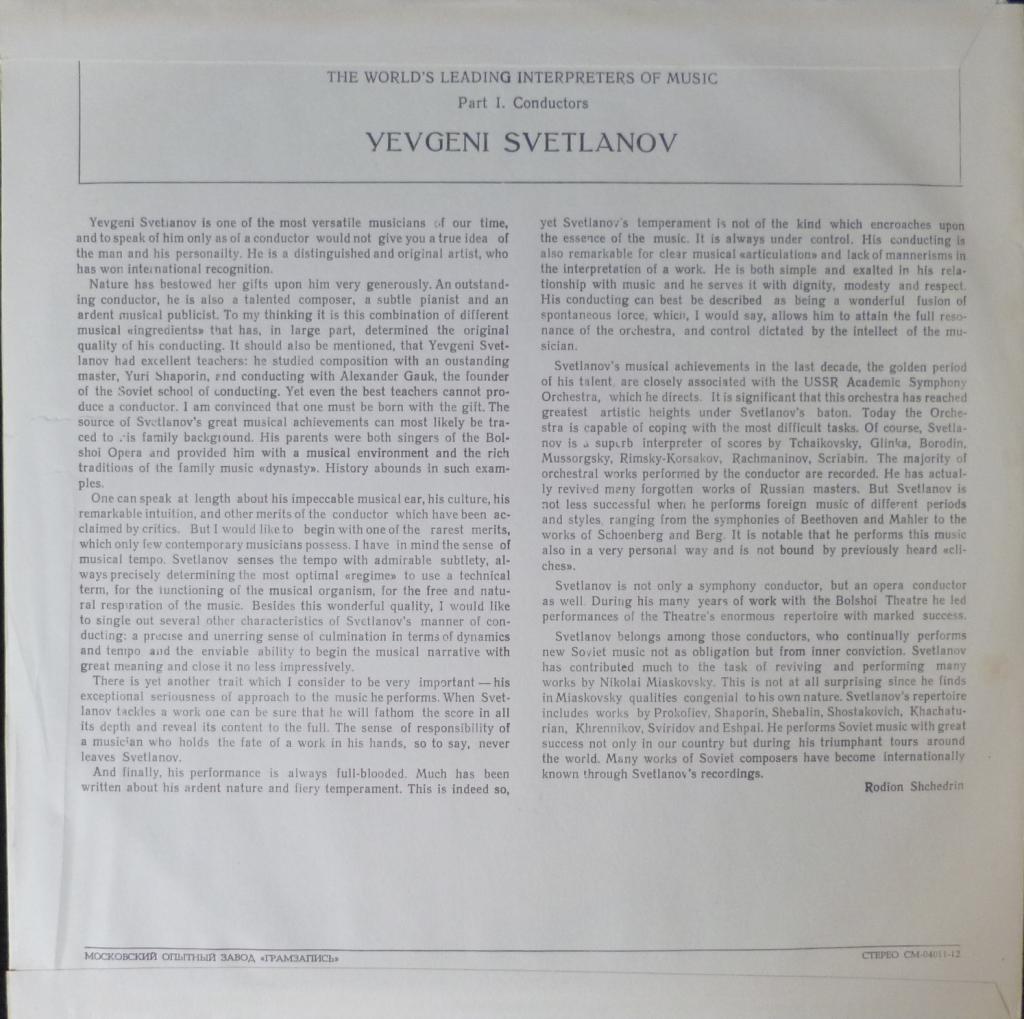 THE WORLD'S LEADING INTERPRETERS OF MUSIC
Part I. Conductors
YEVGENI SVETLANOV
Yevgeni Svetlanov is one of the most versatile musicians of our time,
and to speak of him only as of a conductor would not give you a true idea of
the man and his personailty. He is a distinguished and original artist, who
has won international recognition.
Nature has bestowed her gifts upon him very generously. An outstand-
ing conductor, he is also a talented composer, a subtle pianist and an
ardent musical publicist. To my thinking it is this combination of different
musical «ingredients» that has, in large part, determined the original
quality of his conducting. It should also be mentioned, that Yevgeni Svet-
lanov had excellent teachers: he studied composition with an oustanding
master, Yuri Shaporin, and conducting with Alexander Gauk, the founder
of the Soviet school of conducting. Yet even the best teachers cannot pro-
duce a conductor. I am convinced that one must be born with the gift. The
source of Svetlanov's great musical achievements can most likely be tra-
ced to his family background. His parents were both singers of the Bol-
shoi Opera and provided him with a musical environment and the rich
traditions of the family music «dynasty». History abounds in such exam-
ples.
One can speak at length about his impeccable musical ear, his culture, his
remarkable intuition, and other merits of the conductor which have been ac-
claimed by critics. But I would like to begin with one of the rarest merits,
which only few contemporary musicians possess. I have in mind the sense of
musical tempo. Svetlanov senses the tempo with admirable subtlety, al-
ways precisely determining the most optimal «regime» to use a technical
term, for the functioning of the musical organism, for the free and natu-
ral respiration of the music. Besides this wonderful quality, I would like
to single out several other characteristics of Svetlanov's manner of con-
ducting: a precise and unerring sense of culmination in terms of dynamics
and tempo and the enviable ability to begin the musical narrative with
great meaning and close it no less impressively.
There is yet another trait which I consider to be very important — his
exceptional seriousness of approach to the music he performs. When Svet-
lanov tackles a work one can be sure that he will fathom the score in all
its depth and reveal its content to the full. The sense of responsibility of
a musician who holds the fate of a work in his hands, so to say, never
leaves Svetlanov.
And finally, his performance is always full-blooded. Much has been
written about his ardent nature and fiery temperament. This is indeed so,
yet Svetlanov's temperament is not of the kind which encroaches upon
the essence of the music. It is always under control. His conducting is
also remarkable for clear musical «articulation» and lack of mannerisms in
the interpretation of a work. He is both simple and exalted in his rela-
tionship with music and he serves it with dignity, modesty and respect.
His conducting can best be described as being a wonderful fusion of
spontaneous force, which, I would say, allows him to attain the full reso-
nance of the orchestra, and control dictated by the intellect of the mu-
sician.
Svetlanov's musical achievements in the last decade, the golden period
of his talent, are closely associated with the USSR Academic Symphony
Orchestra, which he directs. It is significant that this orchestra has reached
greatest artistic heights under Svetlanov's baton. Today the Orche-
stra is capable of coping with the most difficult tasks. Of course, Svetla-
nov is a superb interpreter of scores by Tchaikovsky, Glinka, Borodin,
Mussorgsky, Rimsky-Korsakov, Rachmaninov, Scriabin. The majority of
orchestral works performed by the conductor are recorded. He has actual-
ly revived many forgotten works of Russian masters. But Svetlanov is
not less successful when he performs foreign music of different periods
and styles, ranging from the symphonies of Beethoven and Mahler to the
works of Schoenberg and Berg. It is notable that he performs this music
also in a very personal way and is not bound by previously heard «cli-
ches».
Svetlanov is not only a symphony conductor, but an opera conductor
as well. During his many years of work with the Bolshoi Theatre he led
performances of the Theatre's enormous repertoire with marked success.
Svetlanov belongs among those conductors, who continually performs
new Soviet music not as obligation but from inner conviction. Svetlanov
has contributed much to the task of reviving and performing many
works by Nikolai Miaskovsky. This is not at all surprising since he finds
in Miaskovsky qualities congenial to his own nature. Svetlanov's repertoire
includes works by Prokofiev, Shaporin, Shebalin, Shostakovich, Khachatu-
rian, Khrennikov, Sviridov and Eshpai. He performs Soviet music with great
success not only in our country but during his triumphant tours around
the world. Many works of Soviet composers have become internationally
known through Svetlanov's recordings.
Rodion Shchedrin
МОСКОВСКИЙ ОПЫТНЫЙ ЗАВОД «ГРАМЗАПИСЬ»
СТЕРЕО СМ-04011-12